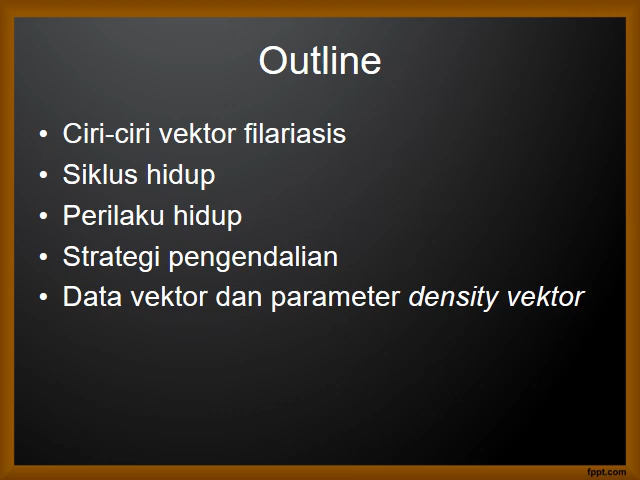 Outline
• Ciri-ciri vektor filariasis
• Siklus hidup
• Perilaku hidup
• Strategi pengendalian
• Data vektor dan parameter density vektor
fppt.com